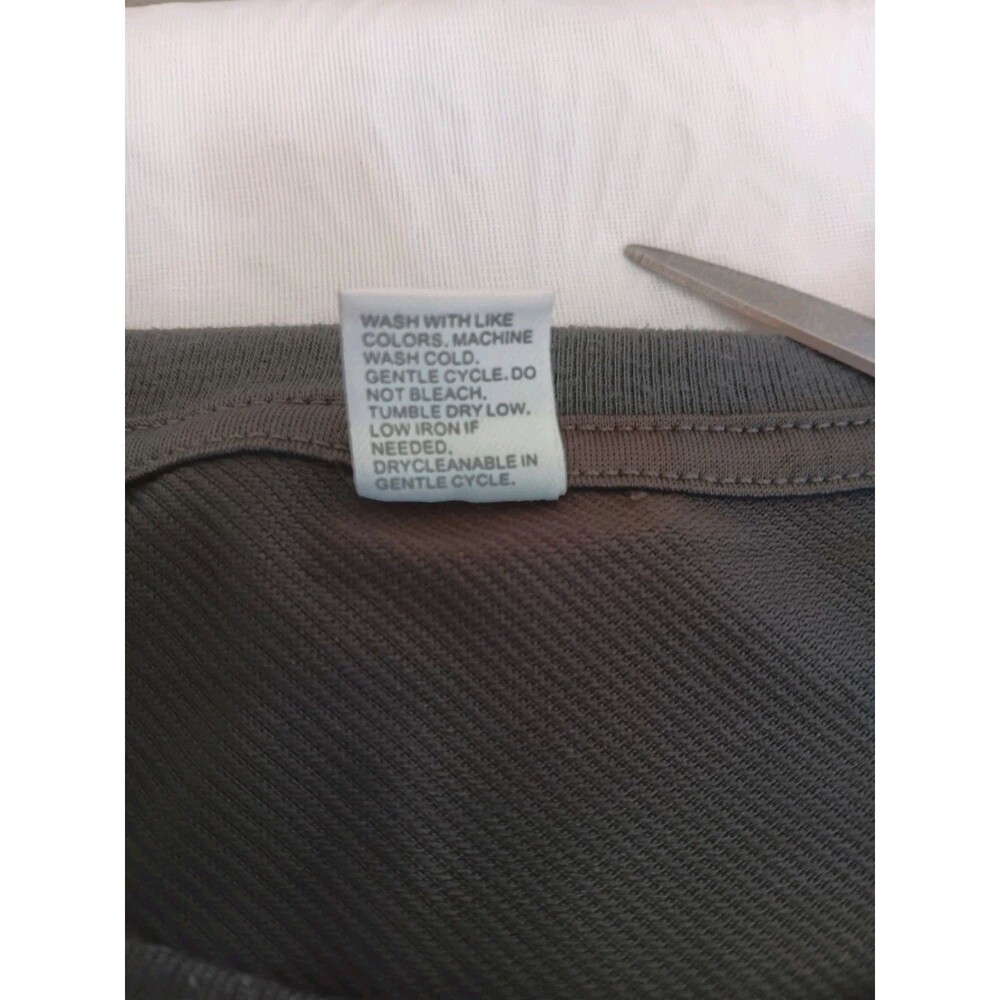 WASH WITH LIKE
COLORS. MACHINE
WASH COLD.
GENTLE CYCLE. DO
NOT BLEACH.
TUMBLE DRY LOW.
LOW IRON IF
NEEDED.
DRYCLEANABLE IN
GENTLE CYCLE.